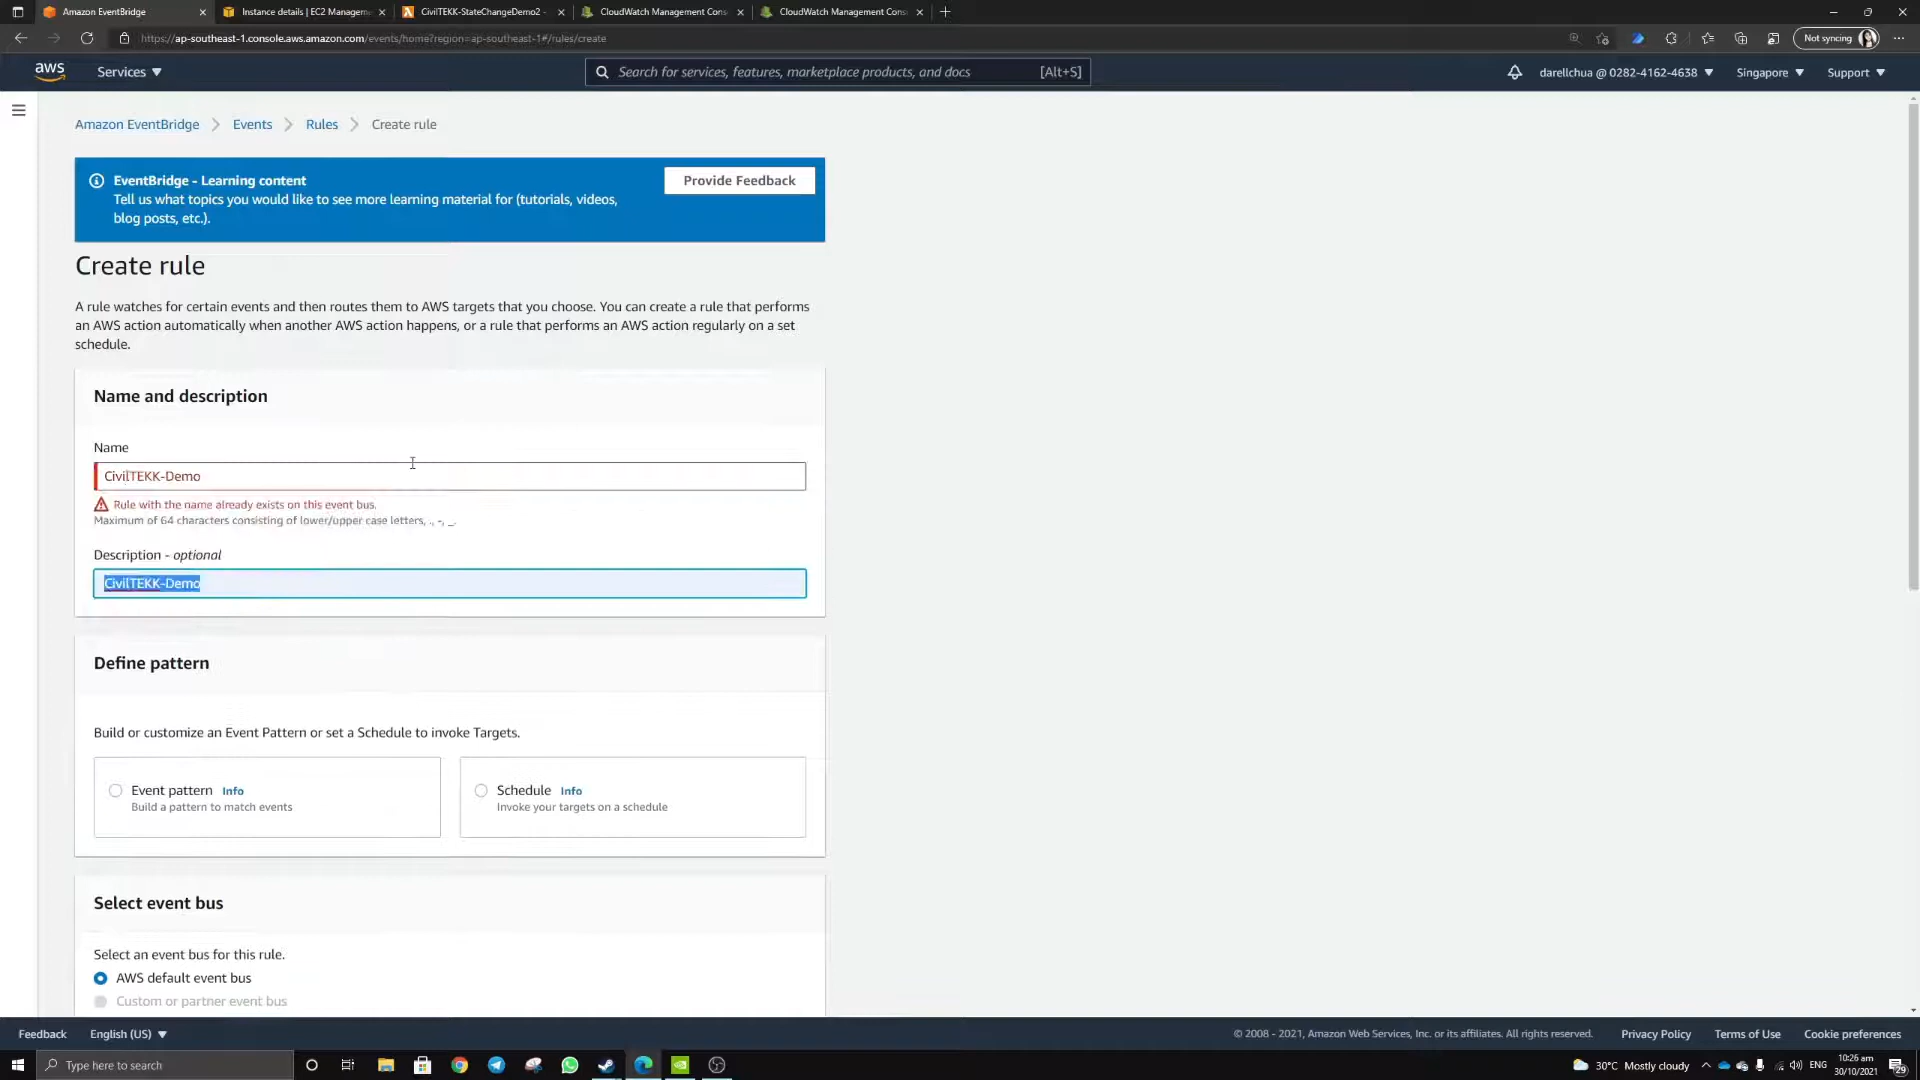 Amazon EventBridge
Instance details | EC2 Managem
CivilTEKK-StateChangeDemo2 -
CloudWatch Management Cons
CloudWatch Management Cons
https://ap-southeast-1.console.aws.amazon.com/events/home?region=ap-southeast-1#/rules/create
Not syncing
aws
Services
Search for services, features, marketplace products, and docs
[Alt+S]
darellchua @ 0282-4162-4638
Singapore
Support
Amazon EventBridge
Events
Rules
Create rule
EventBridge - Learning content
Tell us what topics you would like to see more learning material for (tutorials, videos,
blog posts, etc.).
Provide Feedback
Create rule
A rule watches for certain events and then routes them to AWS targets that you choose. You can create a rule that performs
an AWS action automatically when another AWS action happens, or a rule that performs an AWS action regularly on a set
schedule.
Name and description
Name
CivilTEKK-Demo
Rule with the name already exists on this event bus.
Maximum of 64 characters consisting of lower/upper case letters, ., -, _.
Description - optional
CivilTEKK-Demo
Define pattern
Build or customize an Event Pattern or set a Schedule to invoke Targets.
Event pattern Info
Build a pattern to match events
Schedule Info
Invoke your targets on a schedule
Select event bus
Select an event bus for this rule.
AWS default event bus
Custom or partner event bus
Feedback
English (US)
© 2008 - 2021, Amazon Web Services, Inc. or its affiliates. All rights reserved.
Privacy Policy
Terms of Use
Cookie preferences
Type here to search
30°C Mostly cloudy
ENG
10:26 am
30/10/2021
29